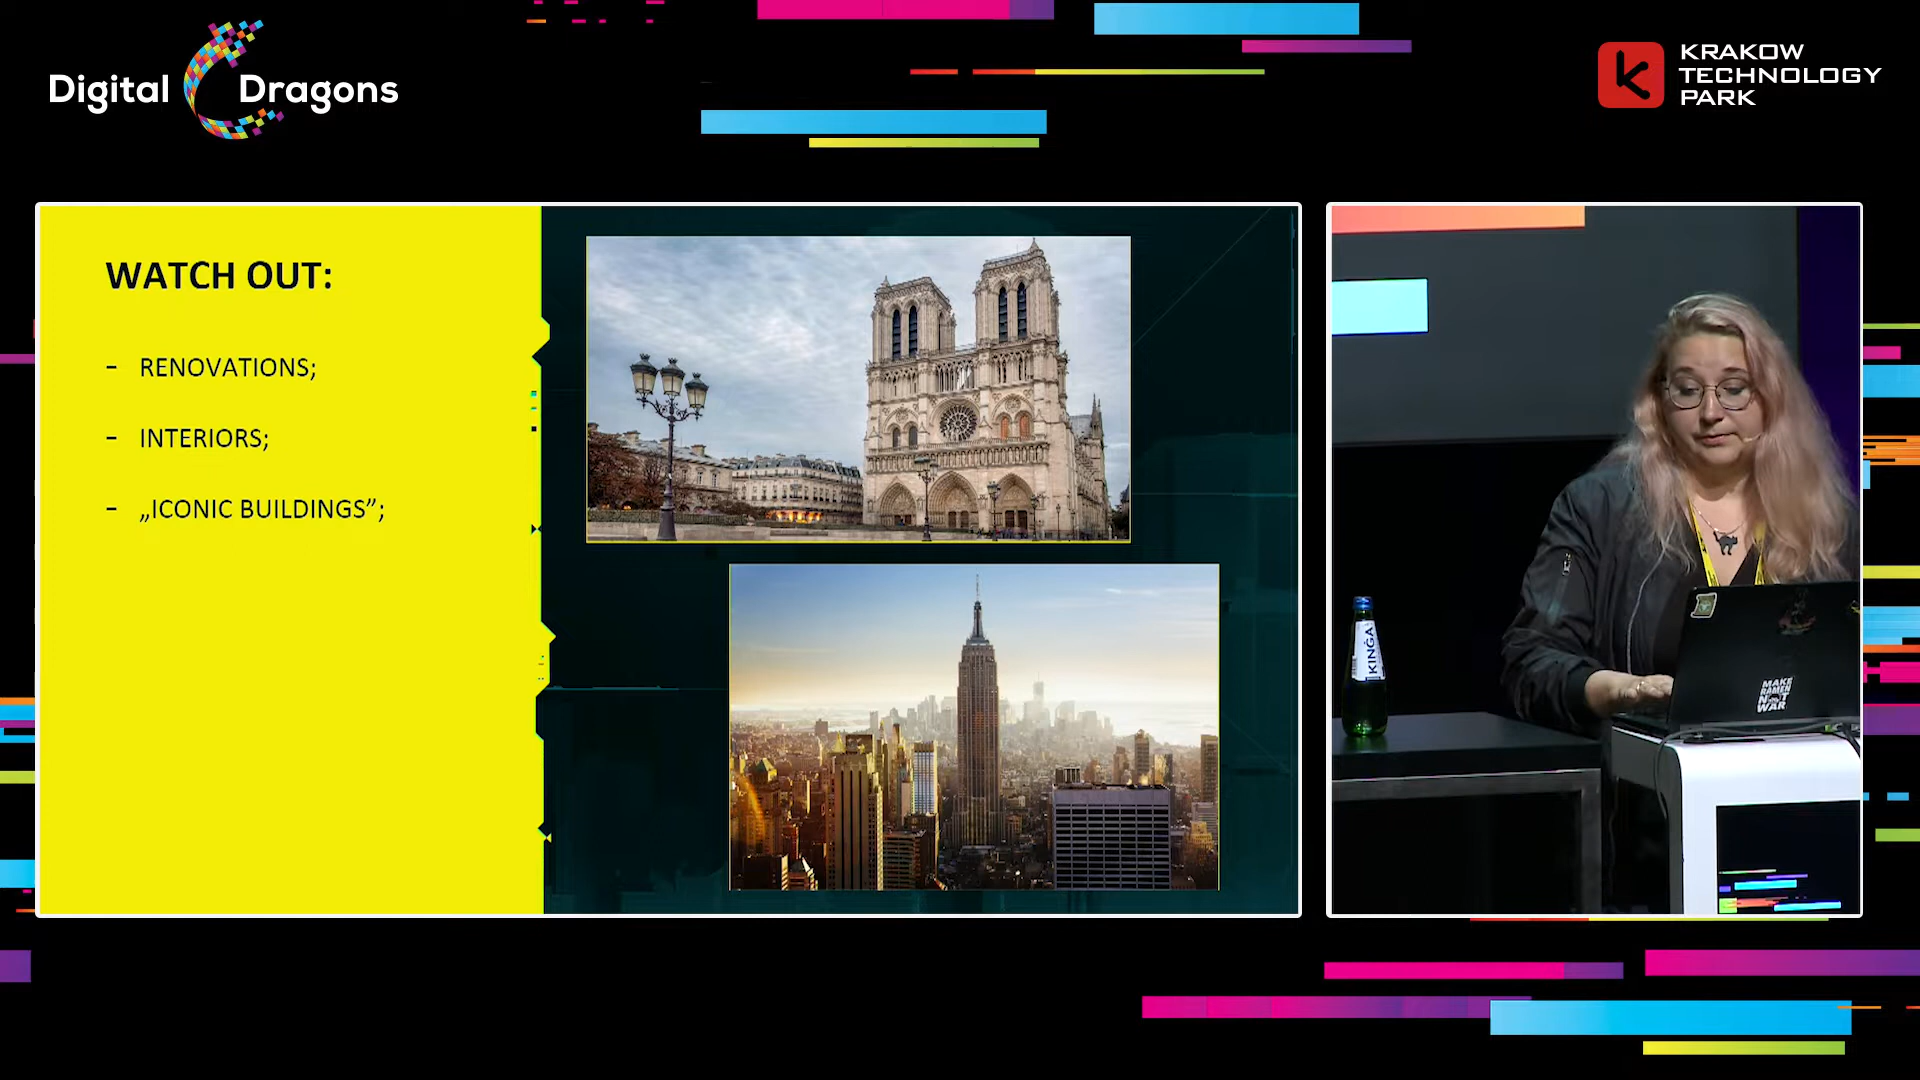 Digital Dragons
KRAKOW
TECHNOLOGY
PARK
WATCH OUT:
- RENOVATIONS;
- INTERIORS;
- „ICONIC BUILDINGS”;
KINGA
MAKE
RAMEN
NOT
WAR